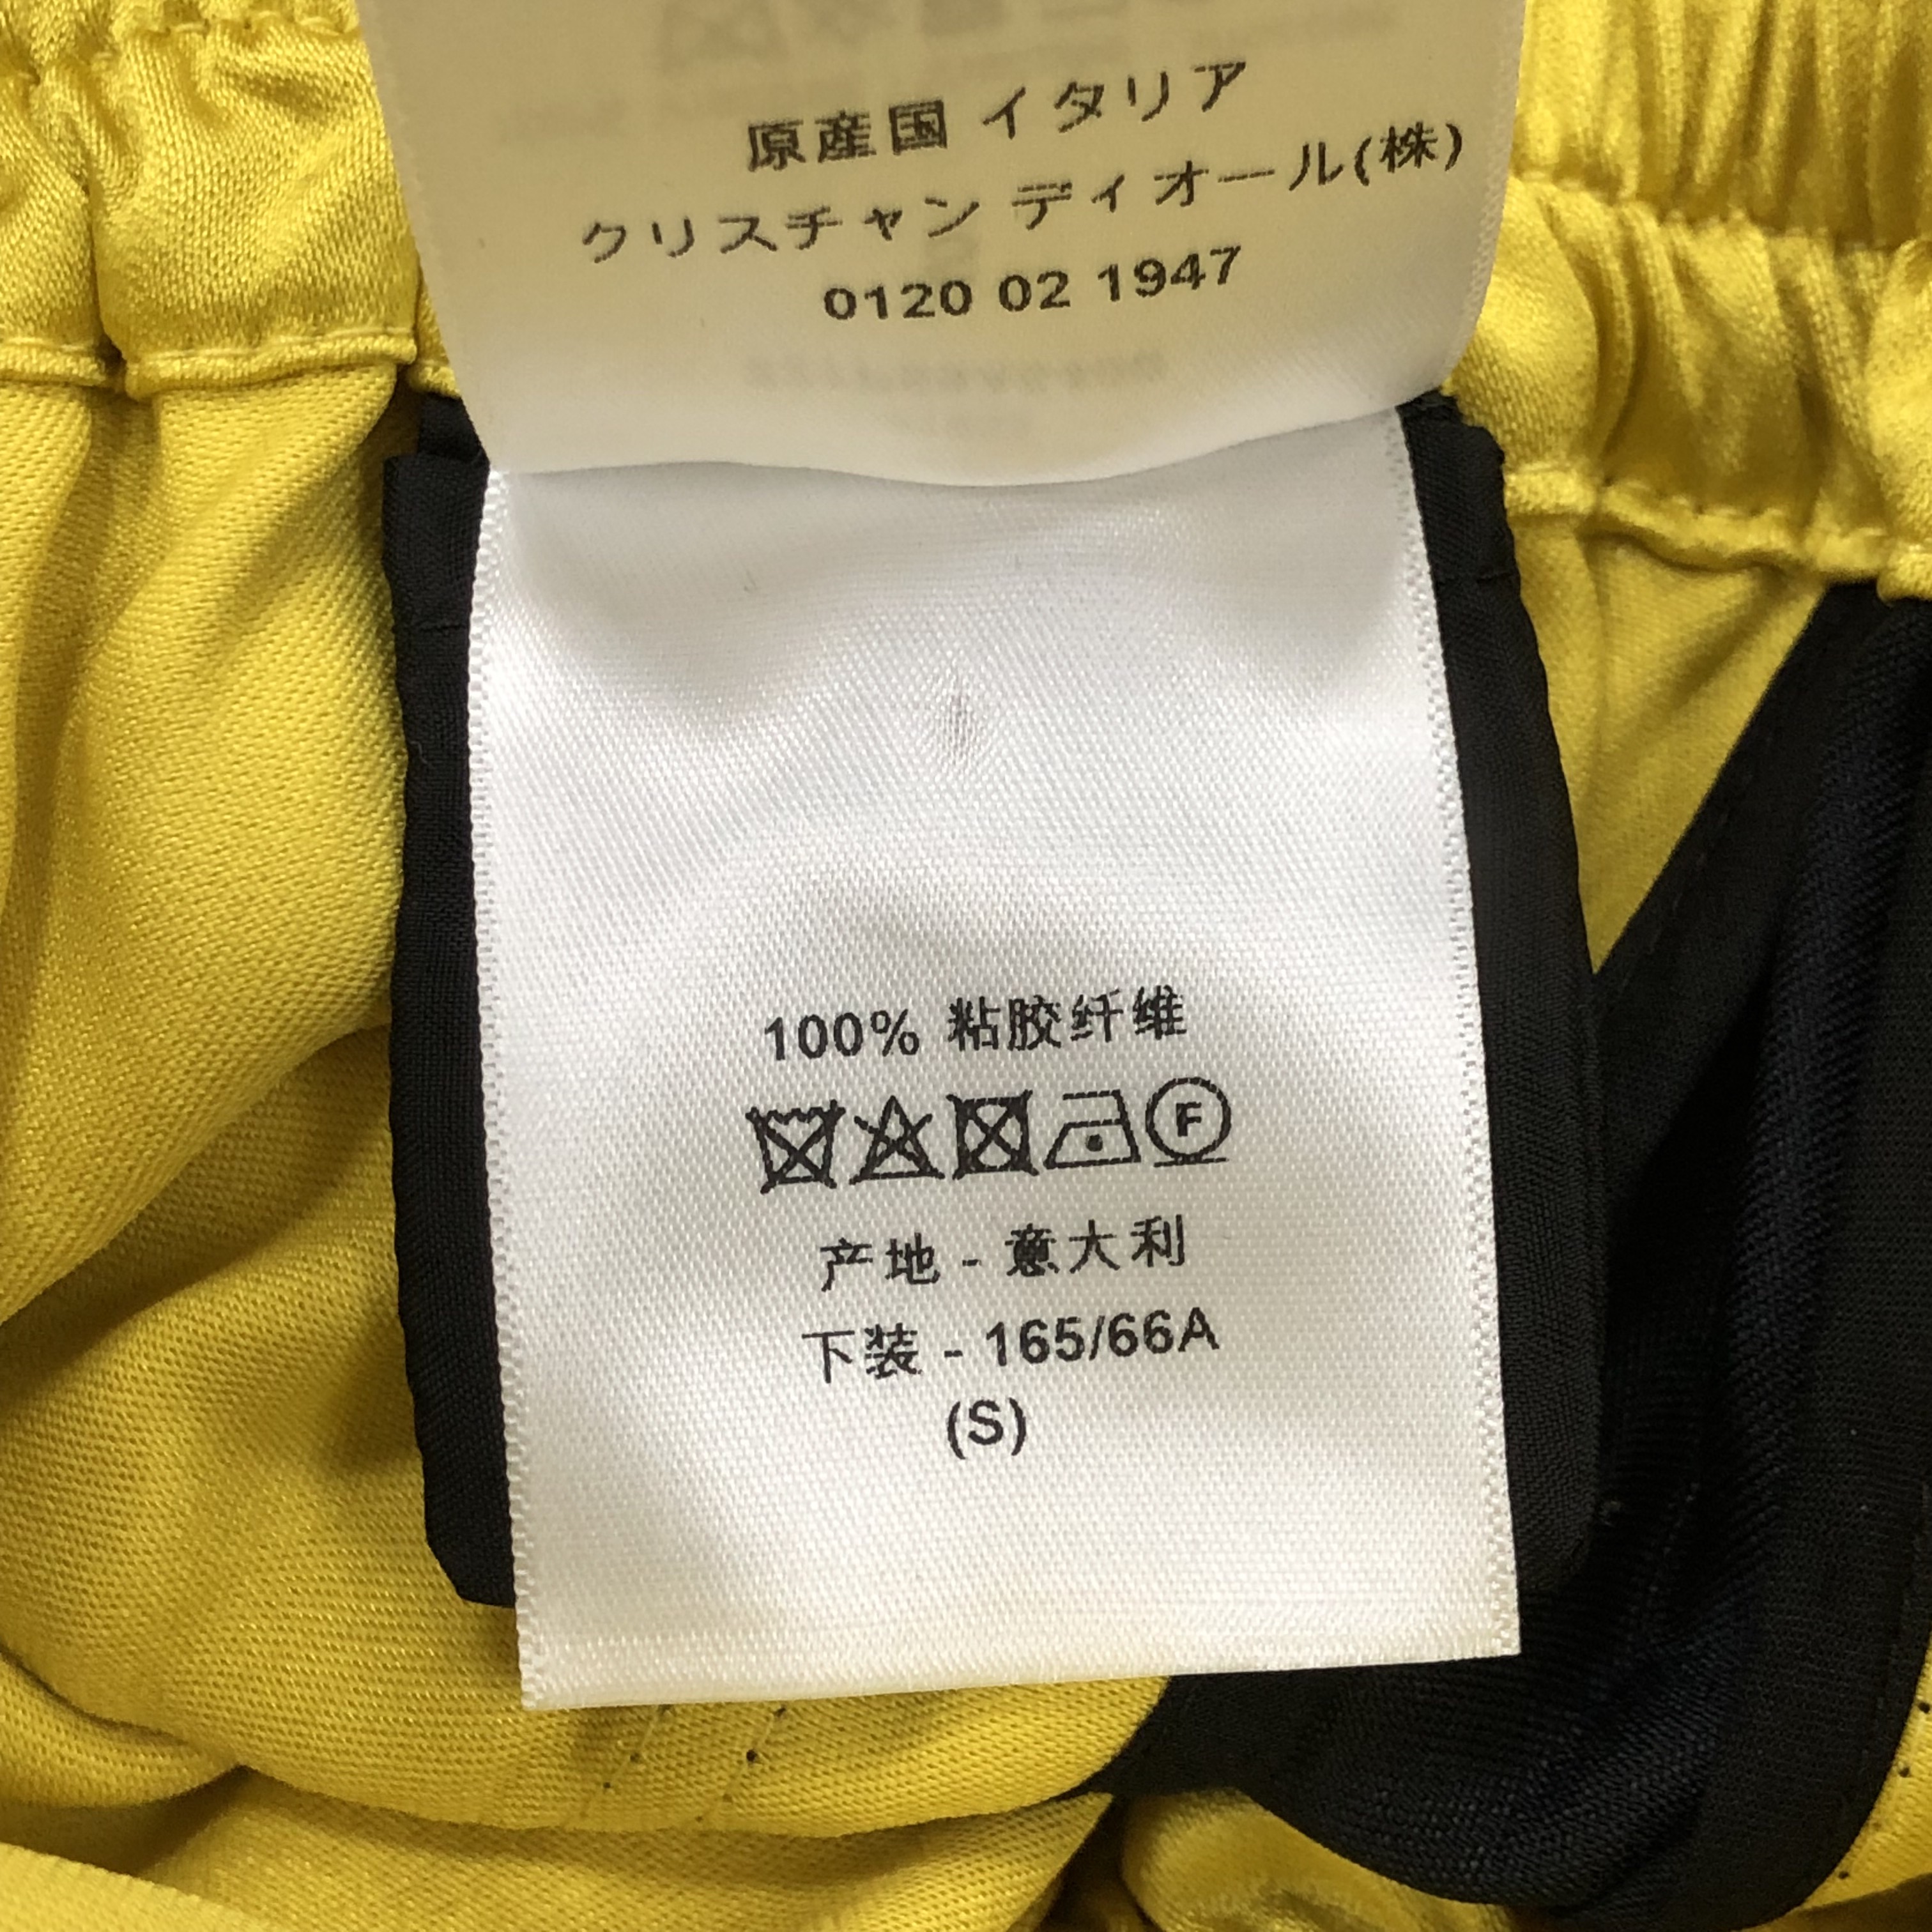 原産国 イタリア
クリスチャン ディオール(株)
0120 02 1947
100% 粘胶纤维
F
产地 - 意大利
下装 - 165/66A
(S)